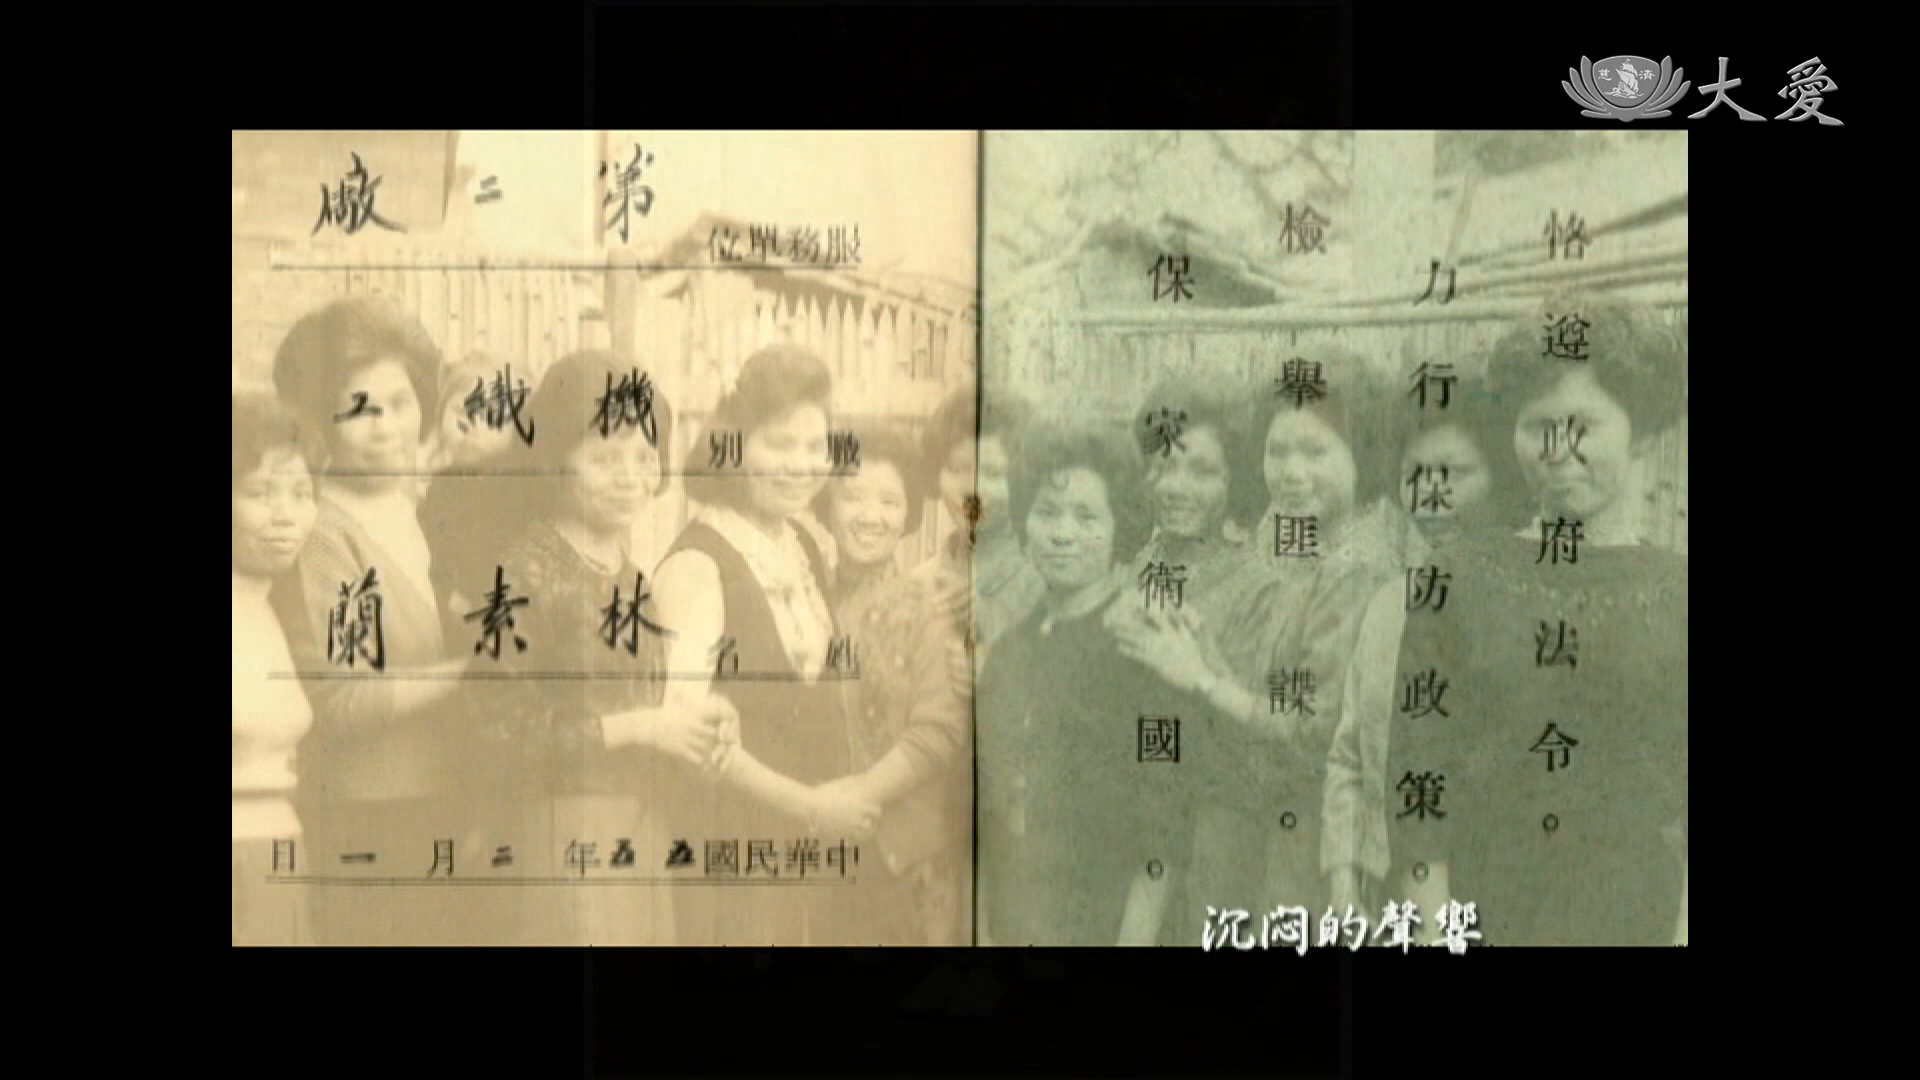 慈濟 大愛
服務單位 第二廠
職別 機織工
姓名 林素蘭
中華民國五五年二月一日
恪遵政府法令。
力行保防政策。
檢舉匪諜。
保家衛國。
沉悶的聲響